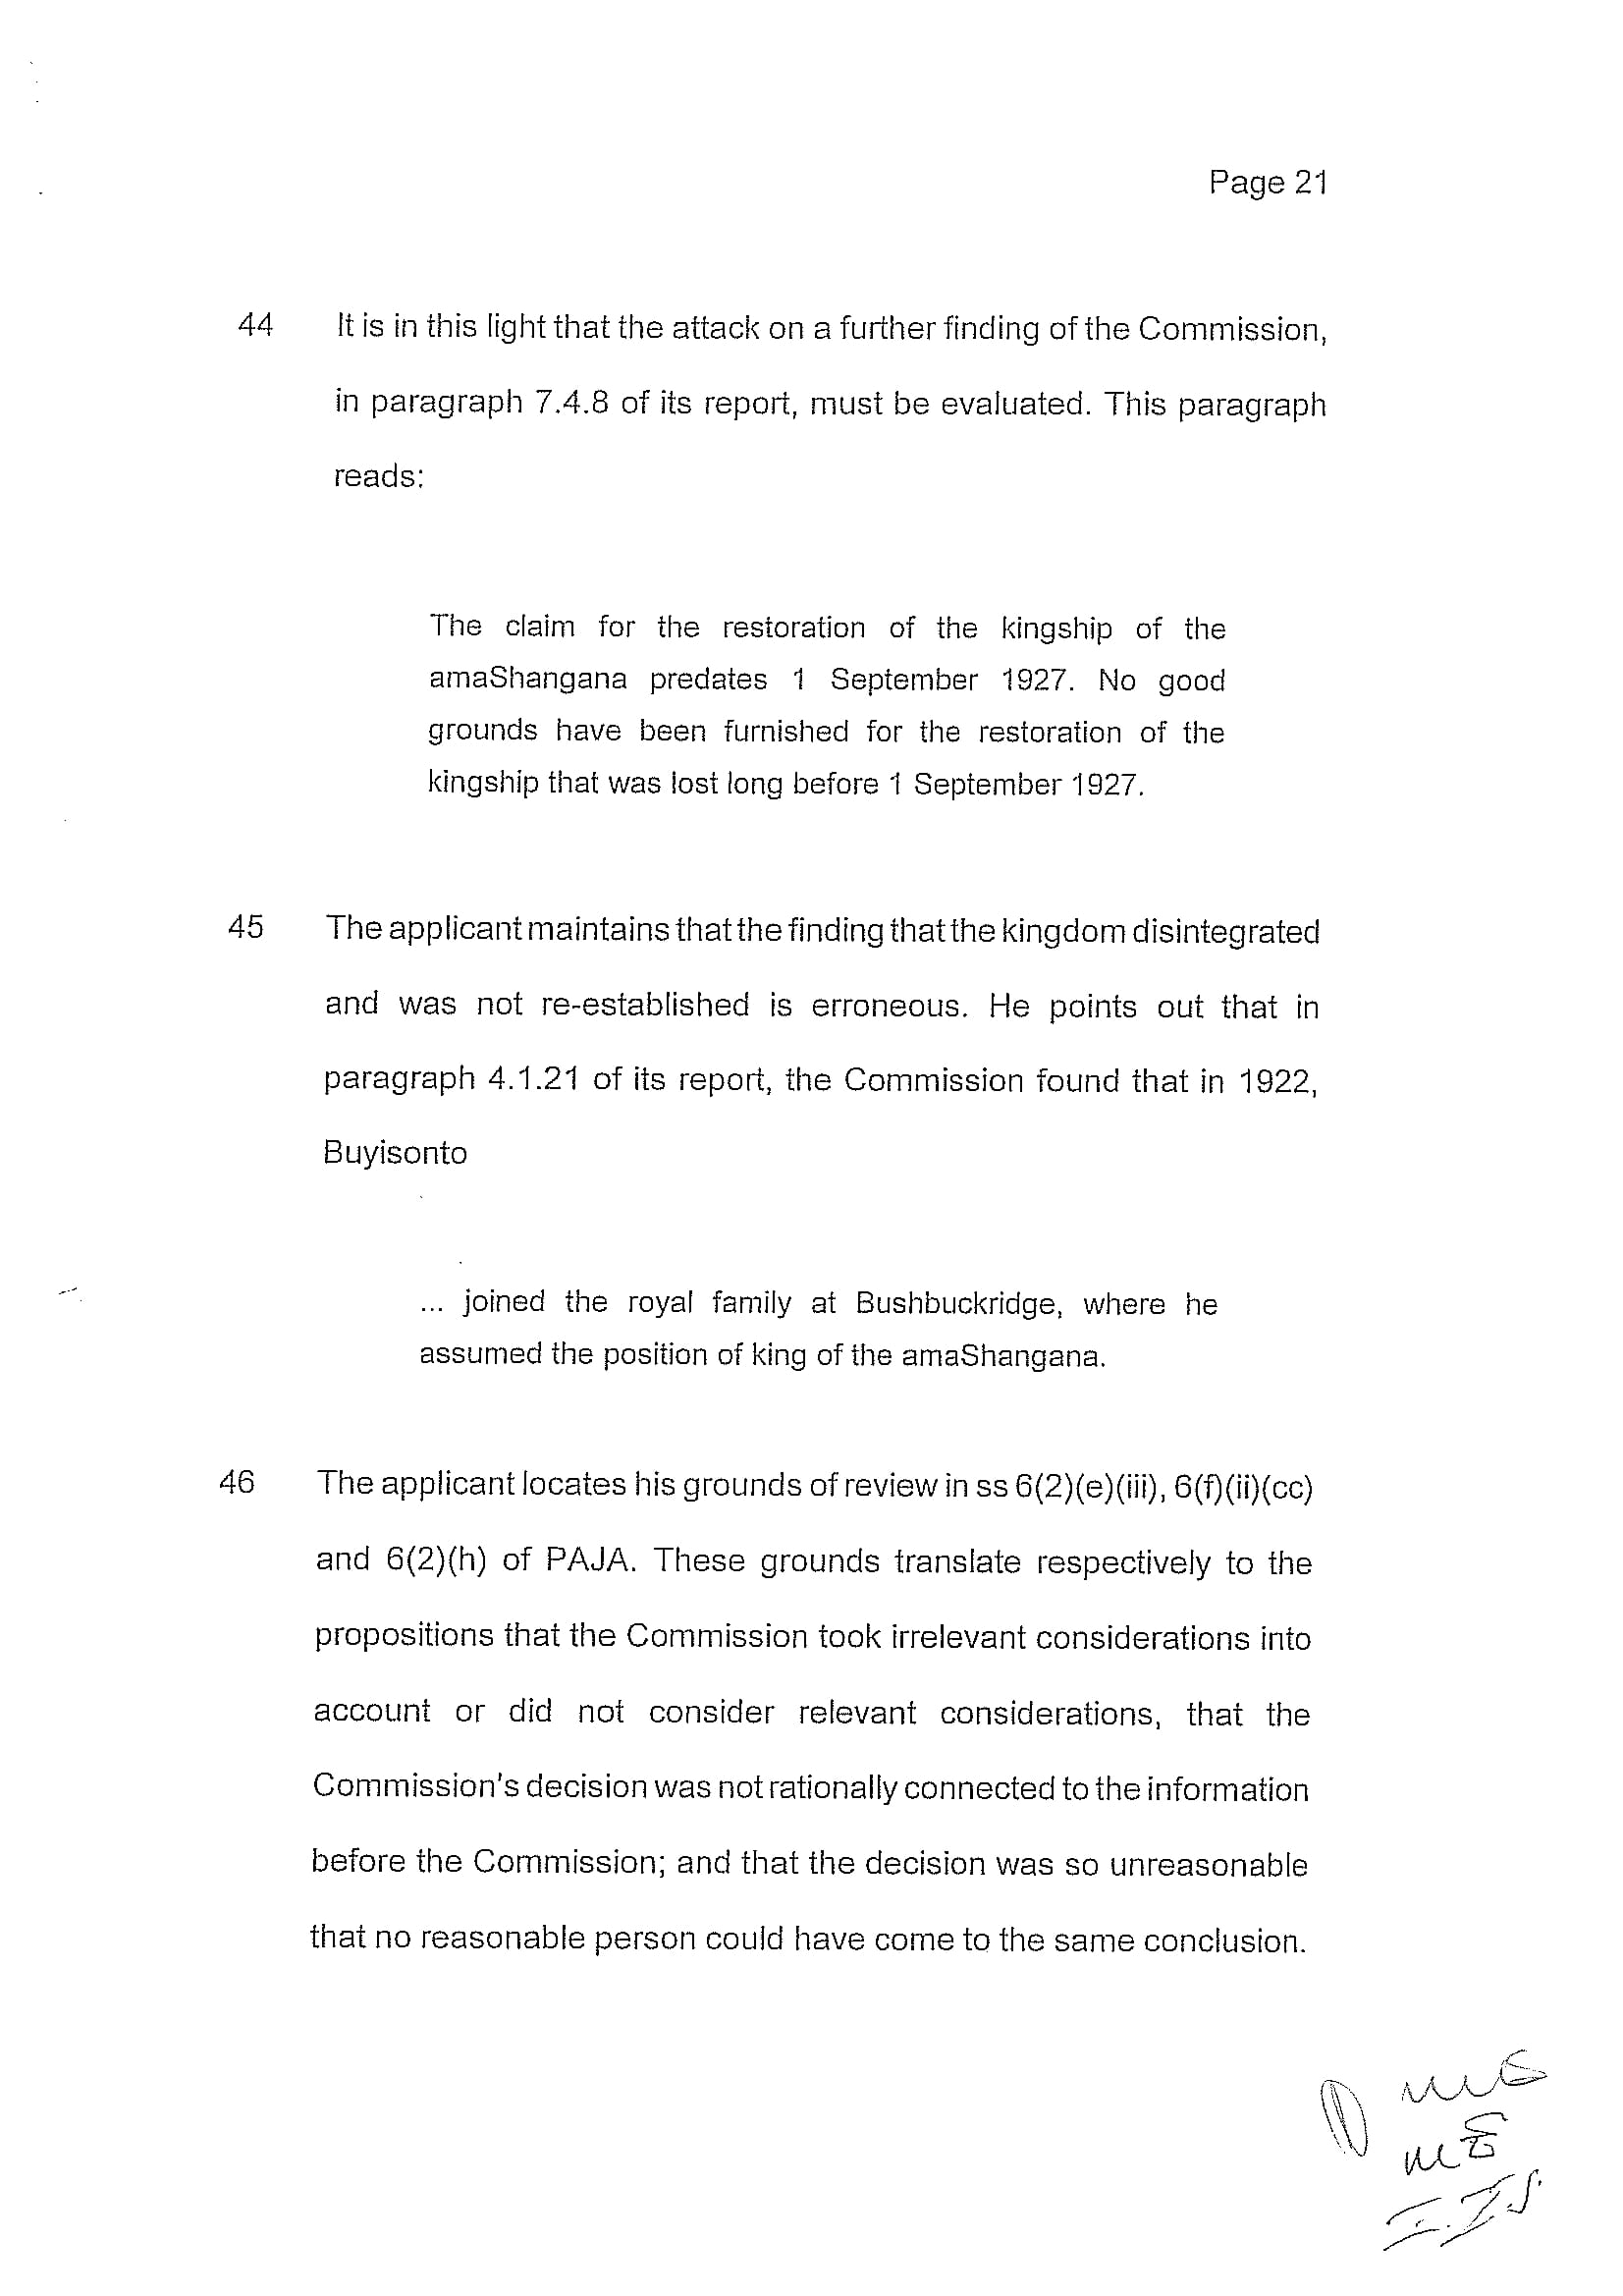 Page 21
44 It is in this light that the attack on a further finding of the Commission,
in paragraph 7.4.8 of its report, must be evaluated. This paragraph
reads:
The claim for the restoration of the kingship of the
amaShangana predates 1 September 1927. No good
grounds have been furnished for the restoration of the
kingship that was lost long before 1 September 1927.
45 The applicant maintains that the finding that the kingdom disintegrated
and was not re-established is erroneous. He points out that in
paragraph 4.1.21 of its report, the Commission found that in 1922,
Buyisonto
... joined the royal family at Bushbuckridge, where he
assumed the position of king of the amaShangana.
46 The applicant locates his grounds of review in ss 6(2)(e)(iii), 6(f)(ii)(cc)
and 6(2)(h) of PAJA. These grounds translate respectively to the
propositions that the Commission took irrelevant considerations into
account or did not consider relevant considerations, that the
Commission's decision was not rationally connected to the information
before the Commission; and that the decision was so unreasonable
that no reasonable person could have come to the same conclusion.